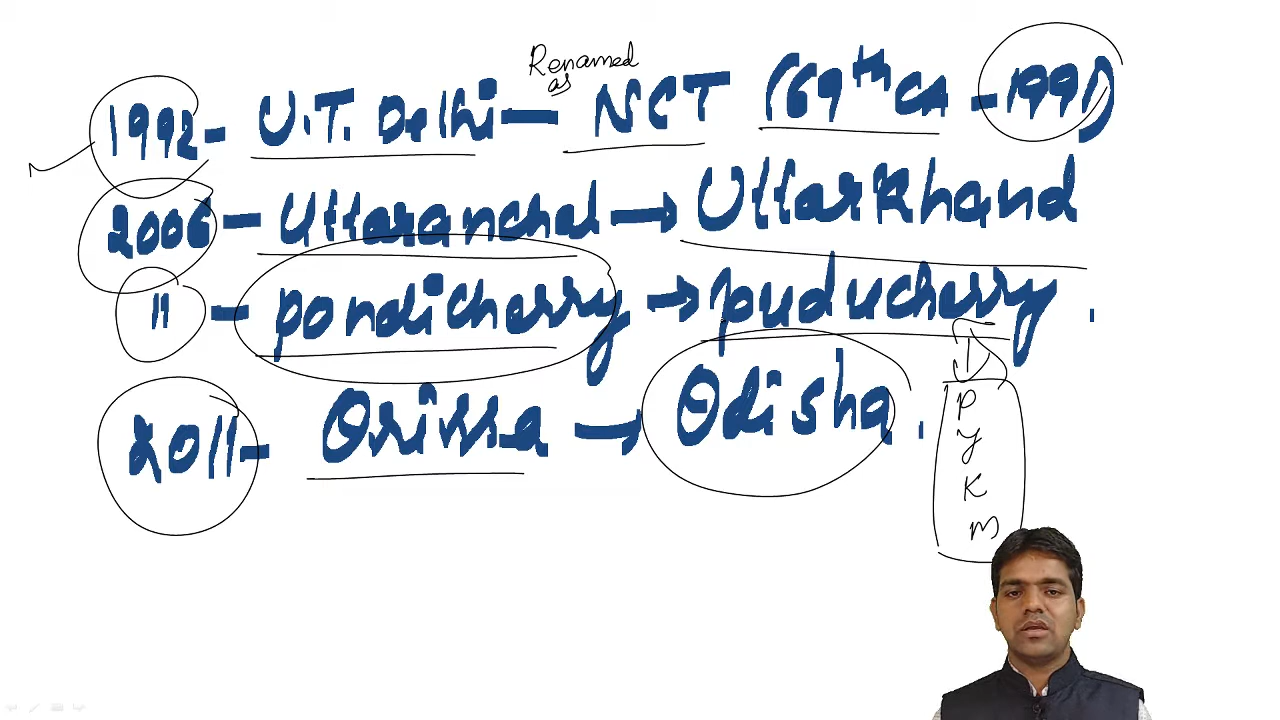 Renamed
as
1992 - U.T. Delhi - NCT (69th CA - 1991)
2006 - Uttaranchal → Uttarkhand
11 - pondicherry → puducherry .
2011 - Orissa → Odisha .
P
y
K
m